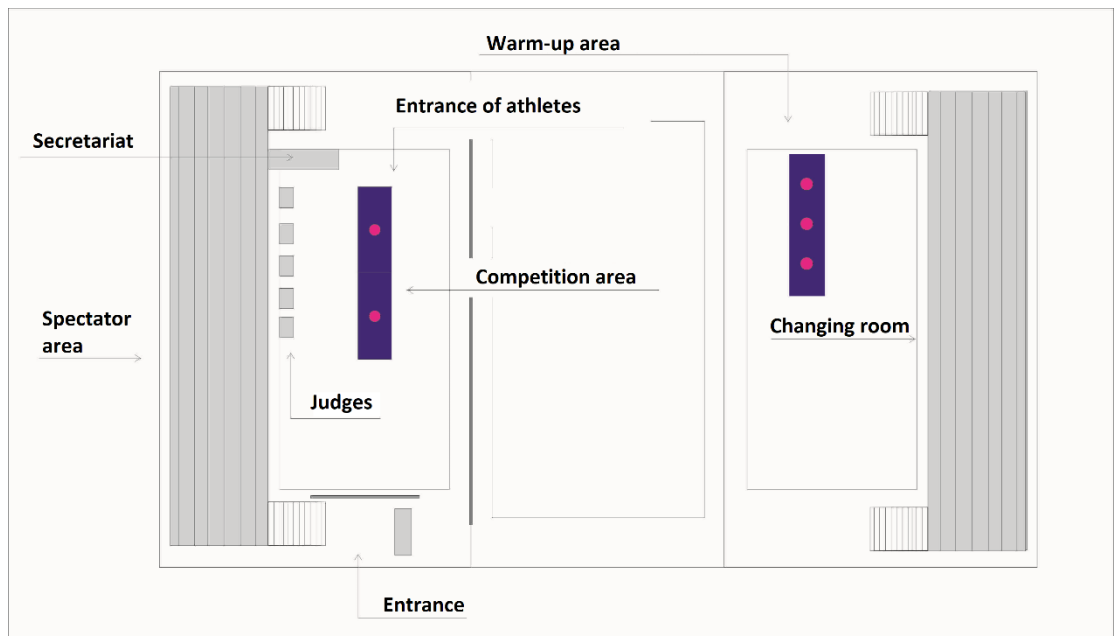 Warm-up area
Entrance of athletes
Secretariat
Competition area
Spectator
area
Changing room
Judges
Entrance